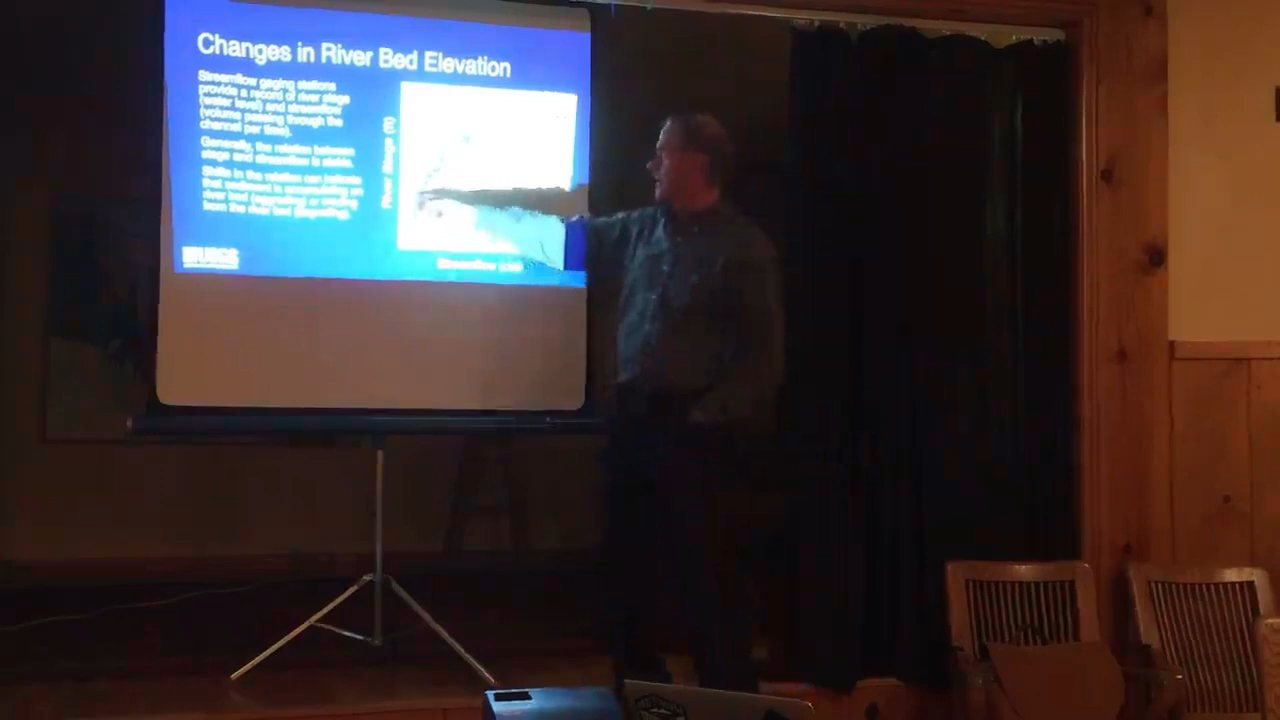 Changes in River Bed Elevation
Streamflow gaging stations
provide a record of river stage
(water level) and streamflow
(volume passing through the
channel per time).
Generally, the relation between
stage and streamflow is stable.
Shifts in the relation can indicate
that sediment is accumulating on
river bed (aggrading) or eroding
from the river bed (degrading).
River Stage (ft)
Streamflow
USGS